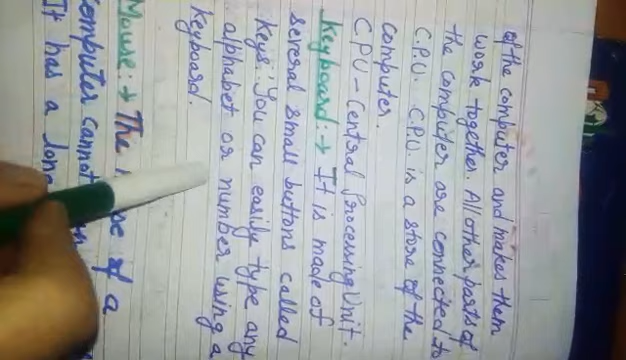 of the computer and makes them
work together. All other parts of
the computer are connected to
C.P.U. C.P.U. is a store of the
computer.
C.P.U - Central Processing Unit.
Keyboard:→ It is made of
several small buttons called
Keys. You can easily type any
alphabet or number using a
Keyboard.
Mouse:→ The of a
computer cannot
It has a long